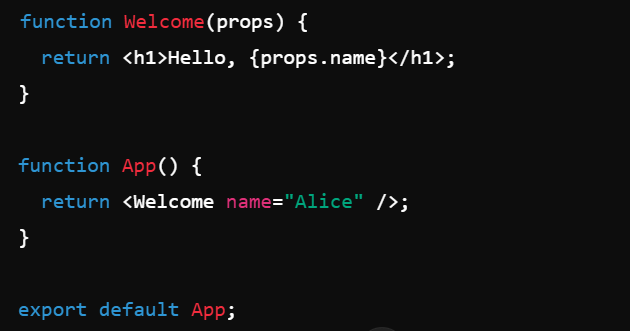 function Welcome(props) {
  return <h1>Hello, {props.name}</h1>;
}

function App() {
  return <Welcome name="Alice" />;
}

export default App;